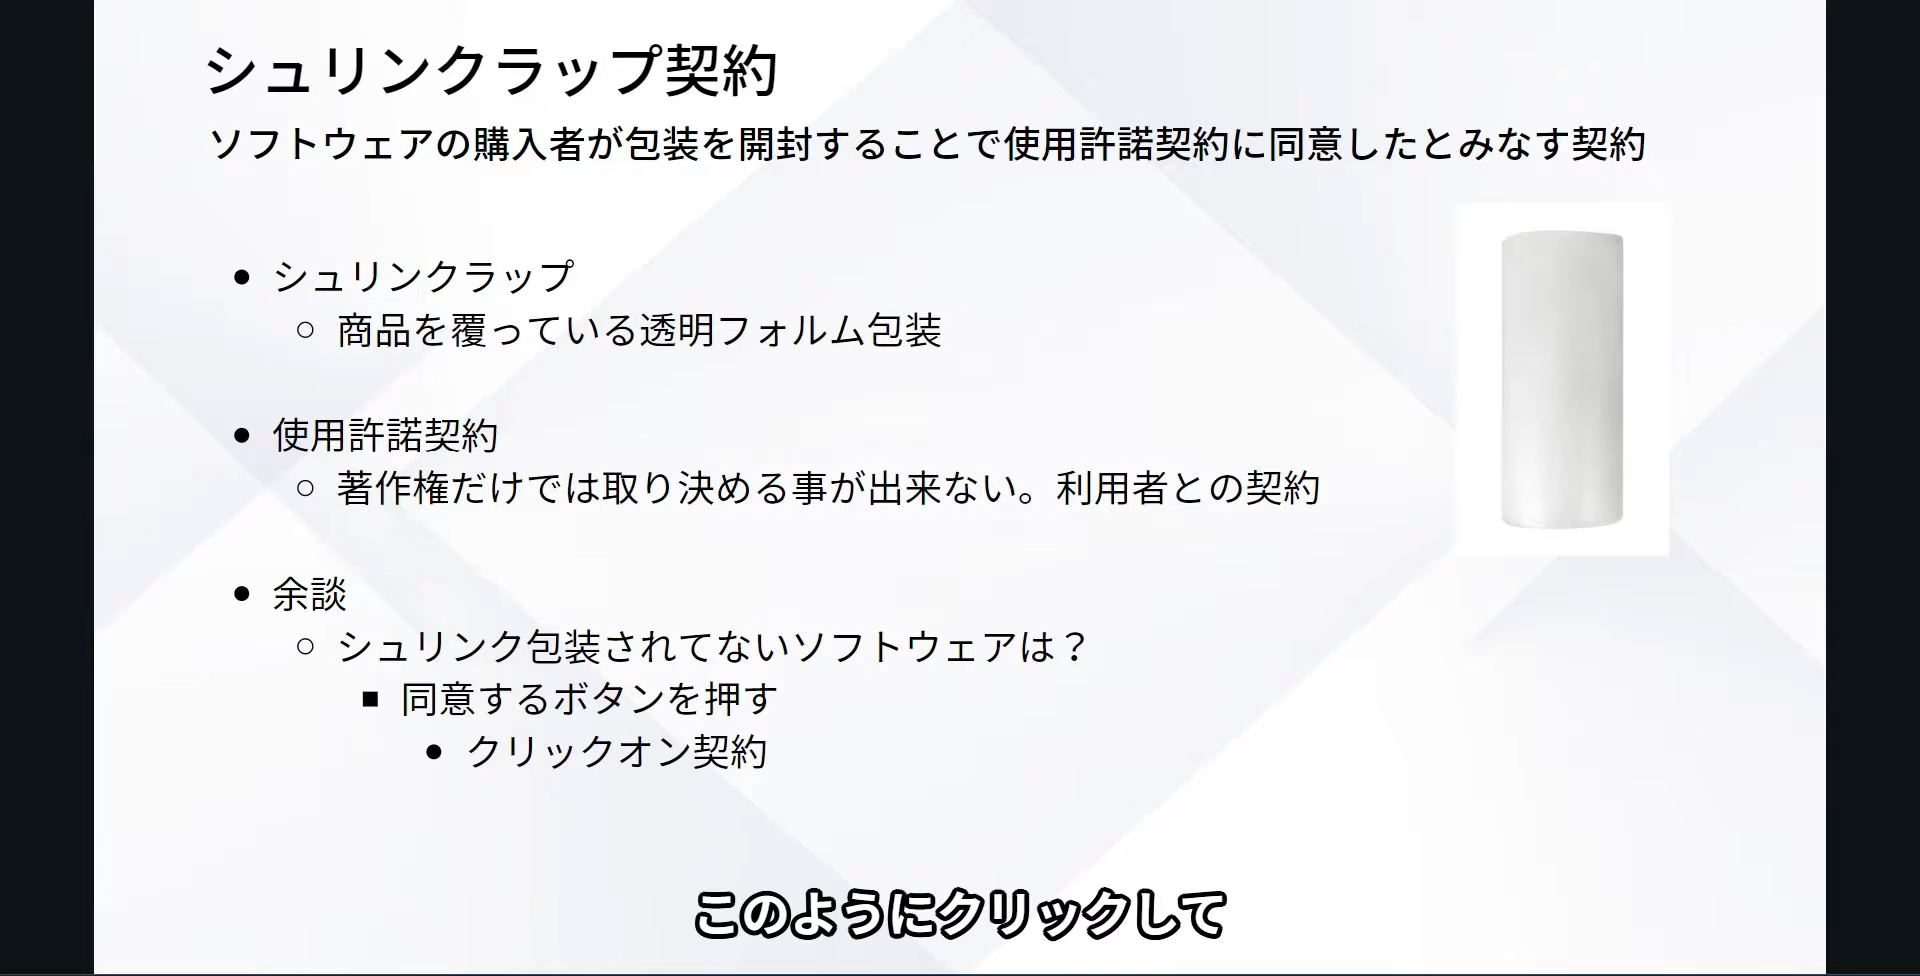 シュリンクラップ契約
ソフトウェアの購入者が包装を開封することで使用許諾契約に同意したとみなす契約
● シュリンクラップ
○ 商品を覆っている透明フォルム包装
● 使用許諾契約
○ 著作権だけでは取り決める事が出来ない。利用者との契約
● 余談
○ シュリンク包装されてないソフトウェアは？
■ 同意するボタンを押す
● クリックオン契約
このようにクリックして